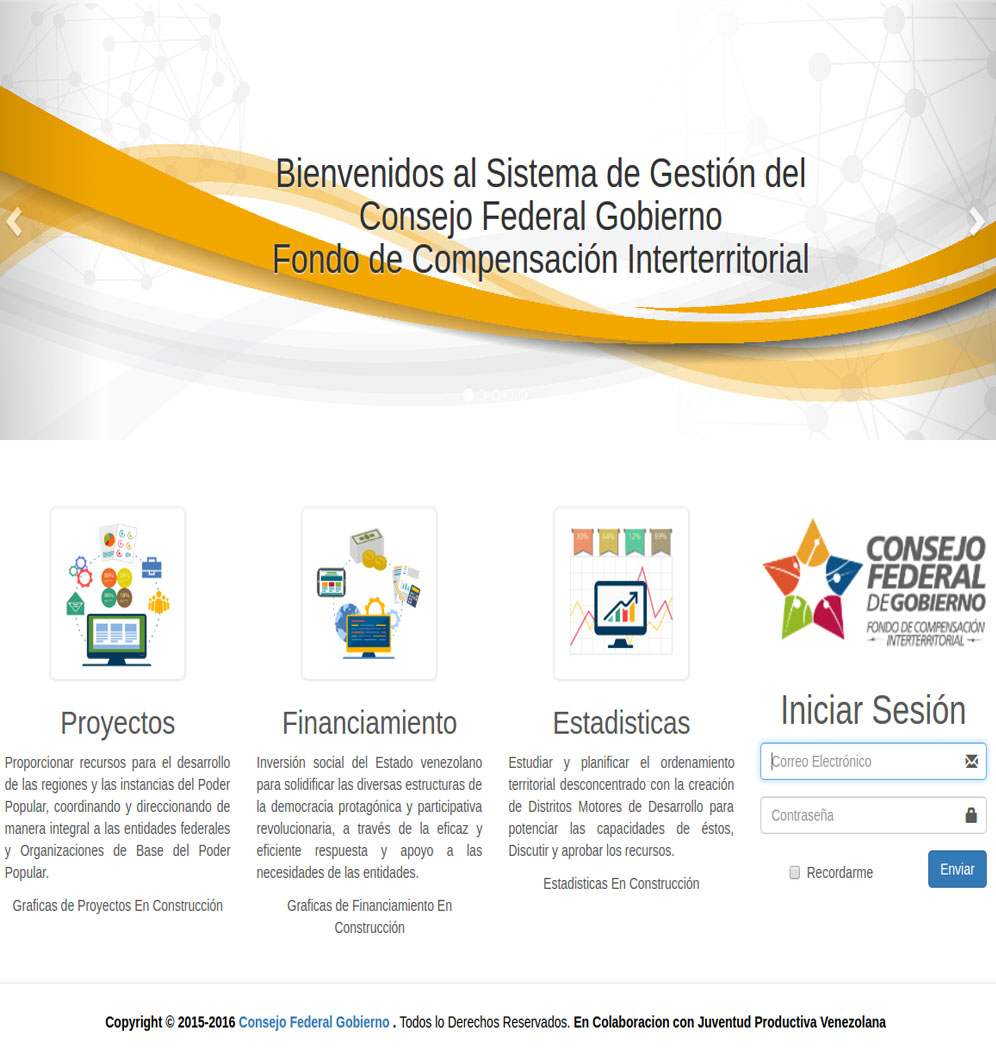 Bienvenidos al Sistema de Gestión del
Consejo Federal Gobierno
Fondo de Compensación Interterritorial
30%
64%
12%
89%
CONSEJO
FEDERAL
DE GOBIERNO
FONDO DE COMPENSACIÓN
INTERTERRITORIAL
Proyectos
Proporcionar recursos para el desarrollo
de las regiones y las instancias del Poder
Popular, coordinando y direccionando de
manera integral a las entidades federales
y Organizaciones de Base del Poder
Popular.
Graficas de Proyectos En Construcción
Financiamiento
Inversión social del Estado venezolano
para solidificar las diversas estructuras de
la democracia protagónica y participativa
revolucionaria, a través de la eficaz y
eficiente respuesta y apoyo a las
necesidades de las entidades.
Graficas de Financiamiento En
Construcción
Estadisticas
Estudiar y planificar el ordenamiento
territorial desconcentrado con la creación
de Distritos Motores de Desarrollo para
potenciar las capacidades de éstos,
Discutir y aprobar los recursos.
Estadisticas En Construcción
Iniciar Sesión
Correo Electrónico
Contraseña
Recordarme
Enviar
Copyright © 2015-2016 Consejo Federal Gobierno . Todos lo Derechos Reservados. En Colaboracion con Juventud Productiva Venezolana